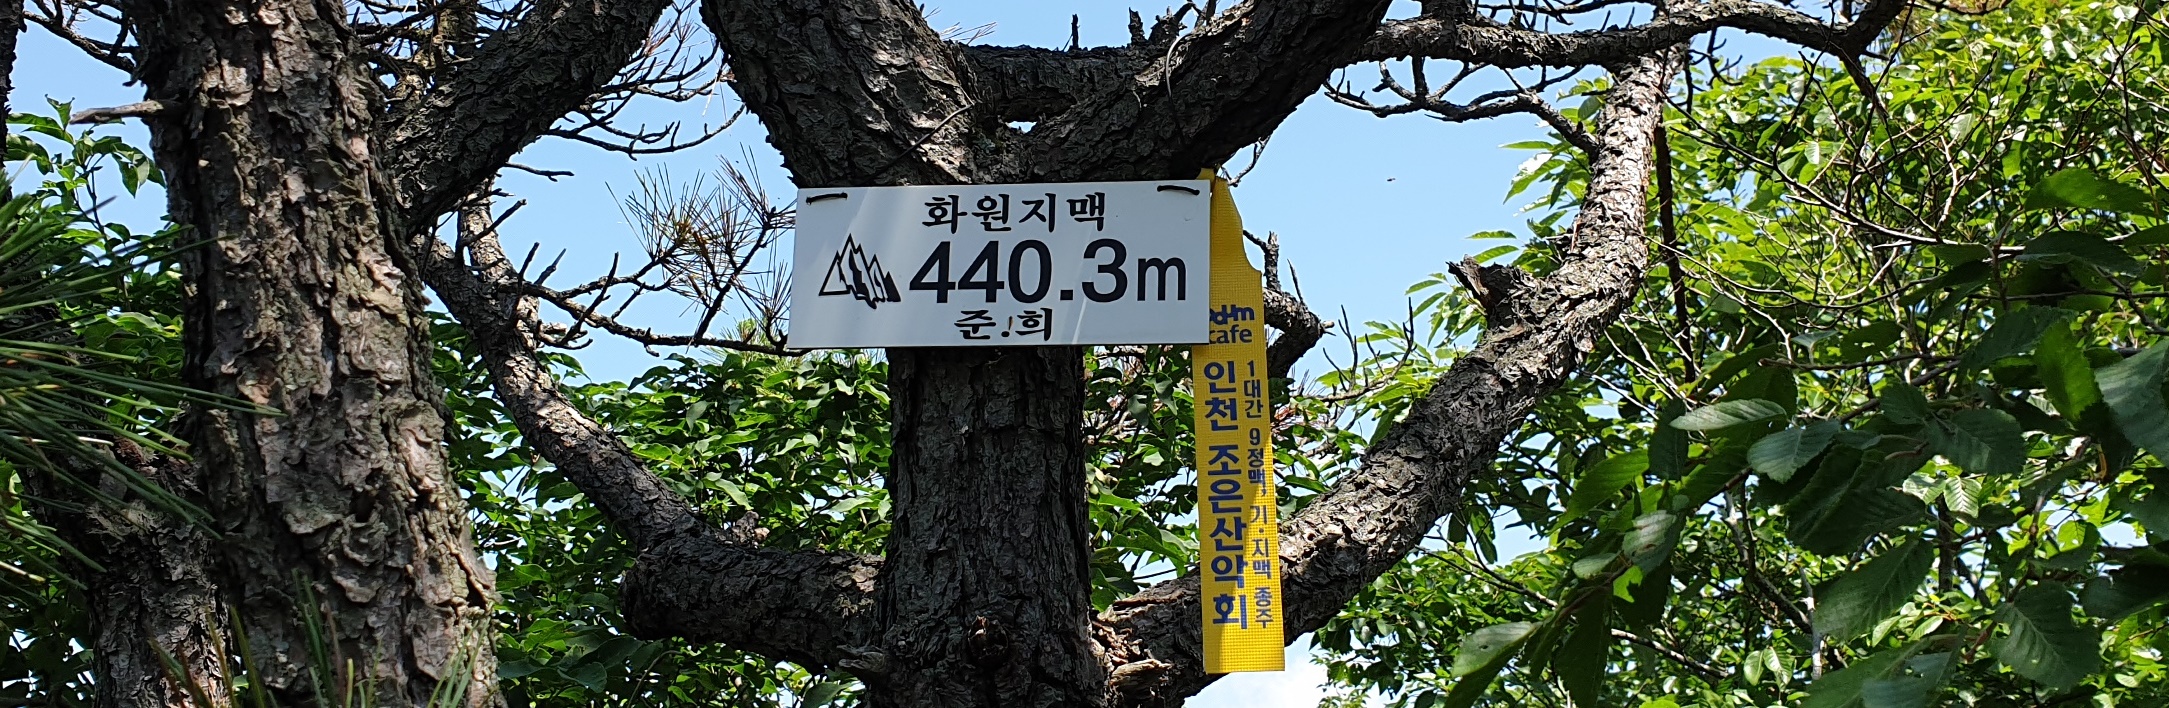 화원지맥
440.3m
준.희
cafe
인천 조은산악회
1대간 9정맥, 기·지맥 종주